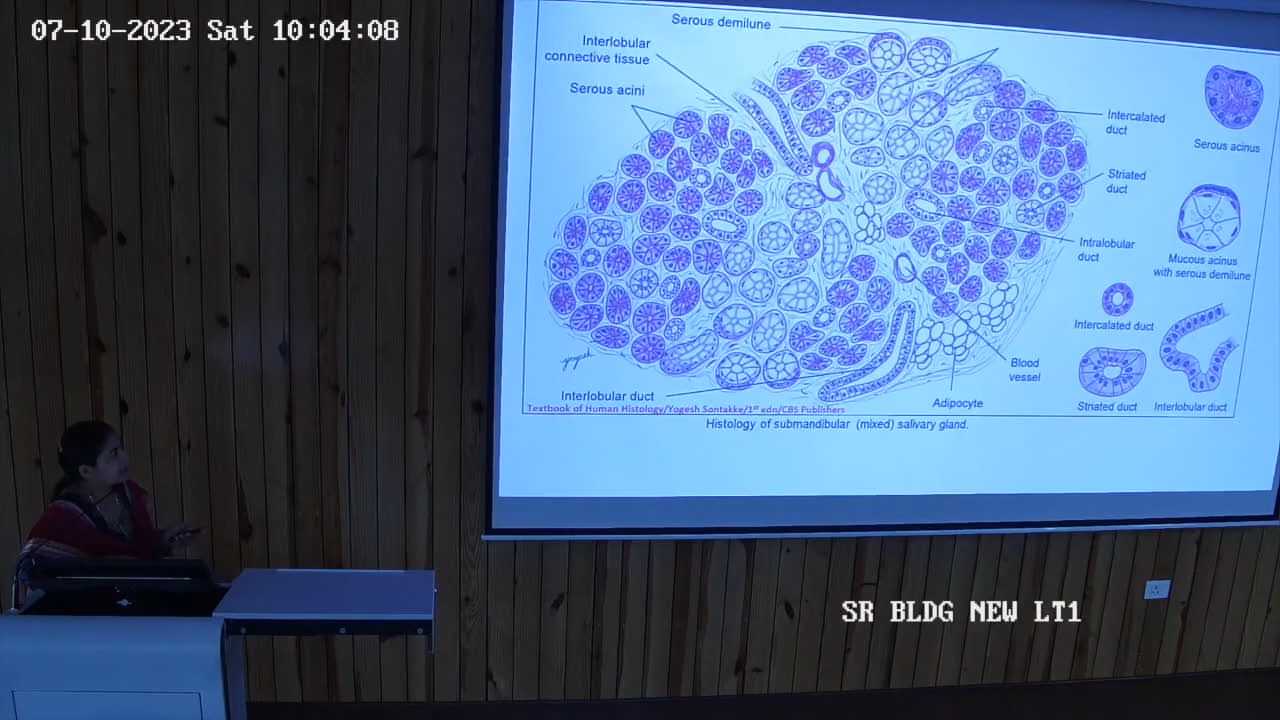 07-10-2023 Sat 10:04:08
Serous demilune
Interlobular
connective tissue
Serous acini
Intercalated
duct
Striated
duct
Intralobular
duct
Serous acinus
Mucous acinus
with serous demilune
Intercalated duct
Striated duct
Interlobular duct
Blood
vessel
Adipocyte
Interlobular duct
yogesh
Textbook of Human Histology/Yogesh Sontakke/1st edn/CBS Publishers
Histology of submandibular (mixed) salivary gland.
SR BLDG NEW LT1